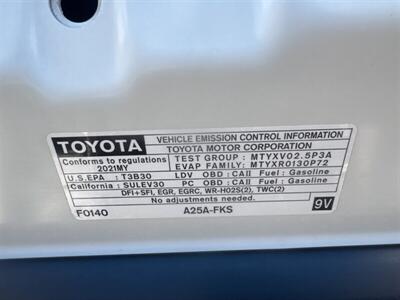 TOYOTA
VEHICLE EMISSION CONTROL INFORMATION
TOYOTA MOTOR CORPORATION
Conforms to regulations
2021MY
TEST GROUP : MTYXV02.5P3A
EVAP FAMILY: MTYXR0130P72
U.S.EPA : T3B30 LDV OBD : CAII Fuel : Gasoline
California : SULEV30 PC OBD : CAII Fuel : Gasoline
DFI+SFI, EGR, EGRC, WR-HO2S(2), TWC(2)
No adjustments needed.
F0140 A25A-FKS 9V